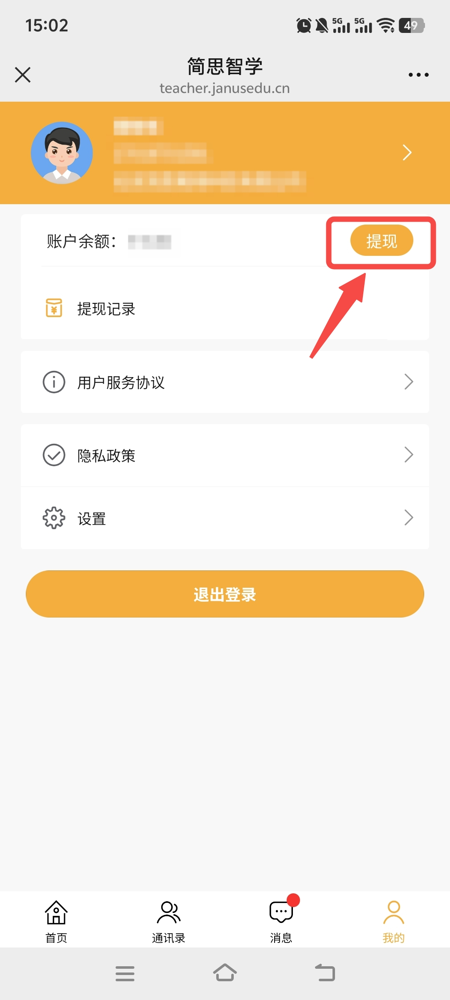 15:02
5G 5G 49
简思智学
teacher.janusedu.cn
账户余额：
提现
提现记录
用户服务协议
隐私政策
设置
退出登录
首页 通讯录 消息 我的